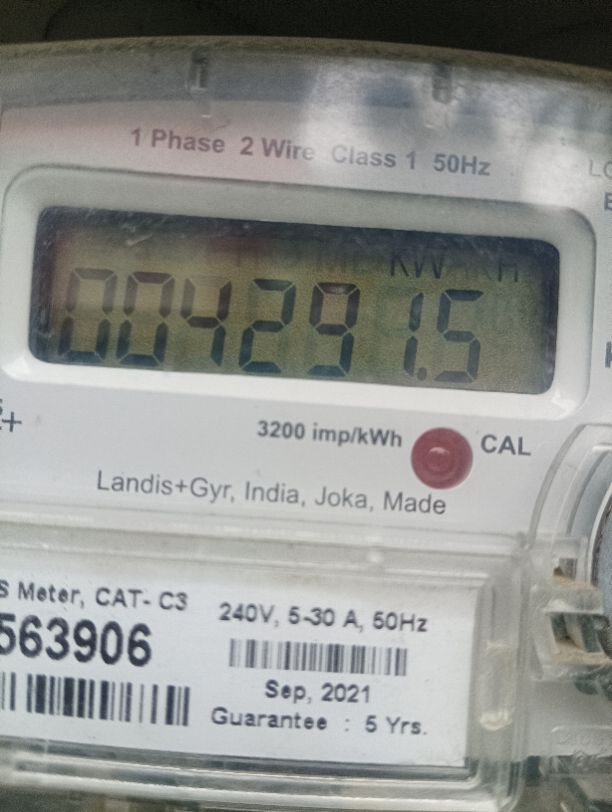 1 Phase 2 Wire Class 1 50Hz
KW
004291.5
3200 imp/kWh
CAL
Landis+Gyr, India, Joka, Made
S Meter, CAT- C3
563906
240V, 5-30 A, 50Hz
Sep, 2021
Guarantee : 5 Yrs.